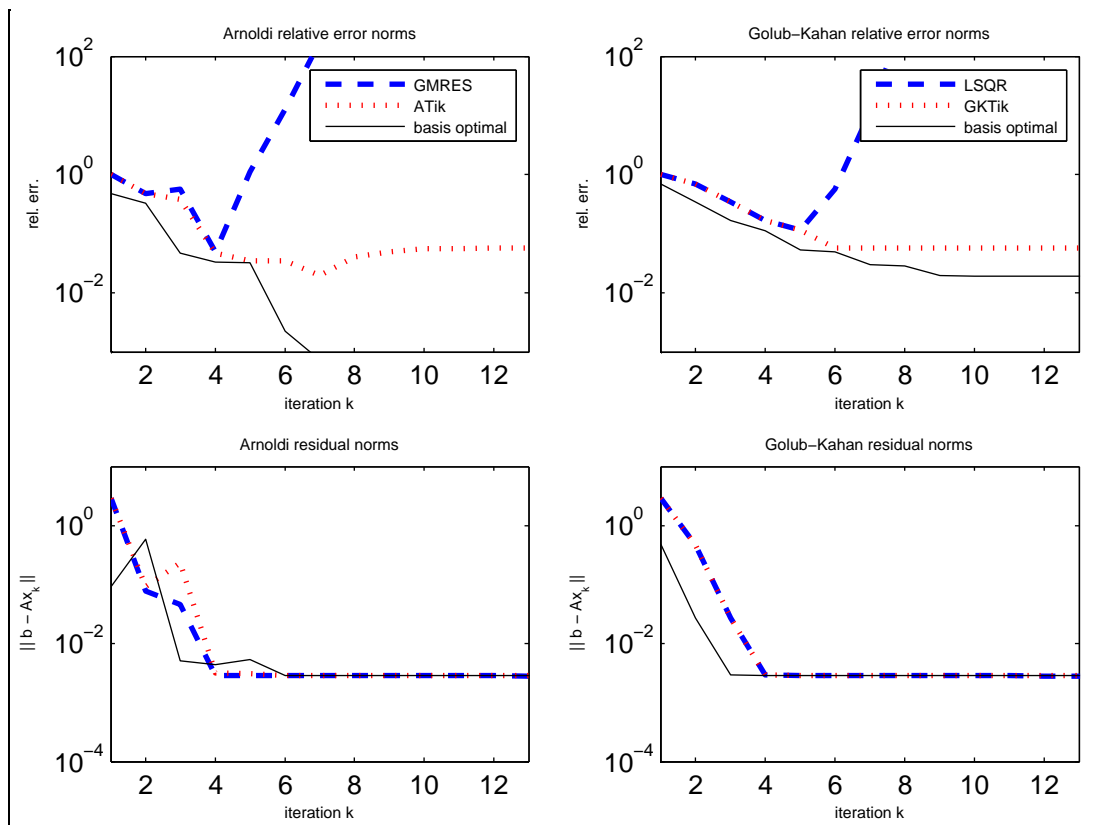 Arnoldi relative error norms
10^2
10^0
10^−2
rel. err.
GMRES
ATik
basis optimal
2 4 6 8 10 12
iteration k
Golub−Kahan relative error norms
10^2
10^0
10^−2
rel. err.
LSQR
GKTik
basis optimal
2 4 6 8 10 12
iteration k
Arnoldi residual norms
10^0
10^−2
10^−4
|| b − Ax_k ||
2 4 6 8 10 12
iteration k
Golub−Kahan residual norms
10^0
10^−2
10^−4
|| b − Ax_k ||
2 4 6 8 10 12
iteration k